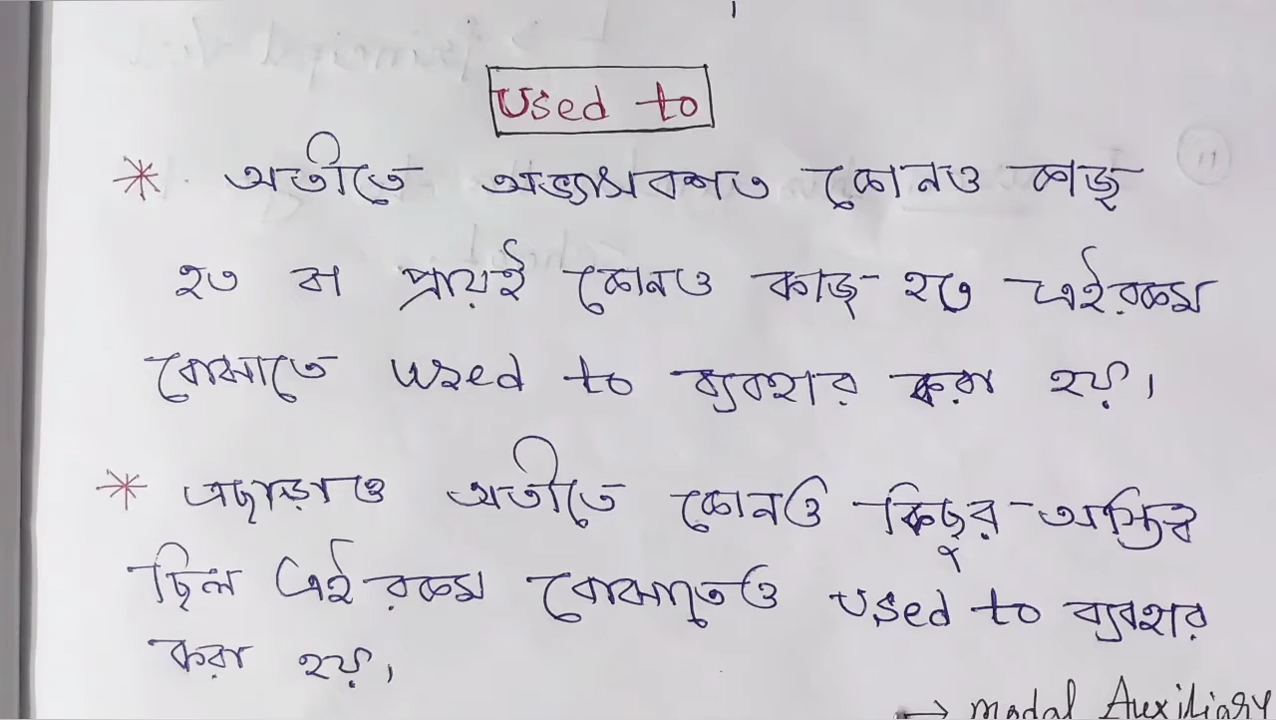 Used to
* অতীতে অভ্যাসবশত কোনও কাজ
হত বা প্রায়ই কোনও কাজ হতে এইরকম
বোঝাতে used to ব্যবহার করা হয়।
* এছাড়াও অতীতে কোনও কিছুর অস্তিত্ব
ছিল এইরকম বোঝাতেও used to ব্যবহার
করা হয়।
→ modal Auxiliary